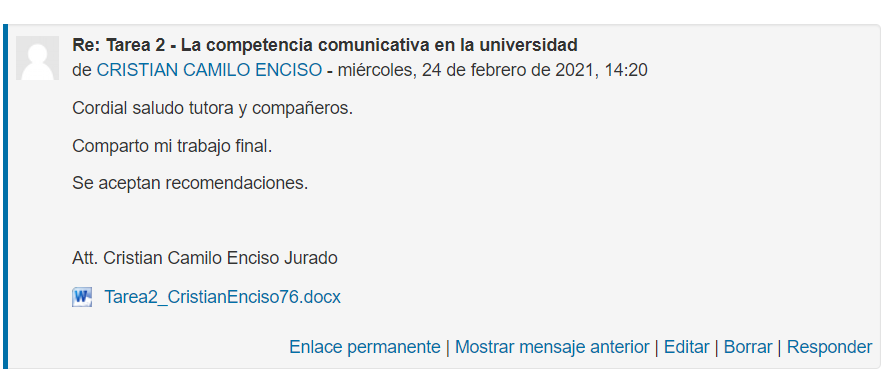 Re: Tarea 2 - La competencia comunicativa en la universidad
de CRISTIAN CAMILO ENCISO - miércoles, 24 de febrero de 2021, 14:20
Cordial saludo tutora y compañeros.
Comparto mi trabajo final.
Se aceptan recomendaciones.
Att. Cristian Camilo Enciso Jurado
Tarea2_CristianEnciso76.docx
Enlace permanente | Mostrar mensaje anterior | Editar | Borrar | Responder